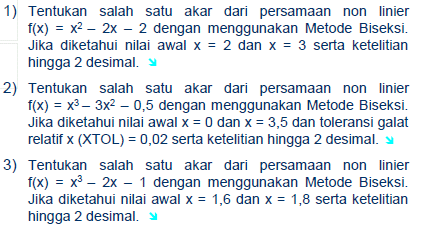 1) Tentukan salah satu akar dari persamaan non linier
f(x) = x² – 2x – 2 dengan menggunakan Metode Biseksi.
Jika diketahui nilai awal x = 2 dan x = 3 serta ketelitian
hingga 2 desimal.
2) Tentukan salah satu akar dari persamaan non linier
f(x) = x³ – 3x² – 0,5 dengan menggunakan Metode Biseksi.
Jika diketahui nilai awal x = 0 dan x = 3,5 dan toleransi galat
relatif x (XTOL) = 0,02 serta ketelitian hingga 2 desimal.
3) Tentukan salah satu akar dari persamaan non linier
f(x) = x³ – 2x – 1 dengan menggunakan Metode Biseksi.
Jika diketahui nilai awal x = 1,6 dan x = 1,8 serta ketelitian
hingga 2 desimal.